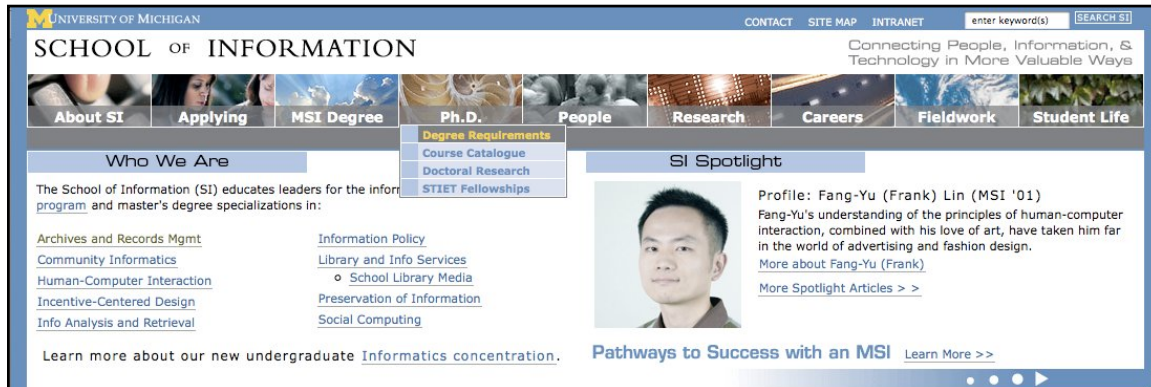 M UNIVERSITY OF MICHIGAN
CONTACT SITE MAP INTRANET enter keyword(s) SEARCH SI
SCHOOL OF INFORMATION
Connecting People, Information, &
Technology in More Valuable Ways
About SI Applying MSI Degree Ph.D. People Research Careers Fieldwork Student Life
Degree Requirements
Course Catalogue
Doctoral Research
STIET Fellowships
Who We Are
The School of Information (SI) educates leaders for the infor
program and master's degree specializations in:
Archives and Records Mgmt
Community Informatics
Human-Computer Interaction
Incentive-Centered Design
Info Analysis and Retrieval
Information Policy
Library and Info Services
School Library Media
Preservation of Information
Social Computing
Learn more about our new undergraduate Informatics concentration.
SI Spotlight
Profile: Fang-Yu (Frank) Lin (MSI '01)
Fang-Yu's understanding of the principles of human-computer
interaction, combined with his love of art, have taken him far
in the world of advertising and fashion design.
More about Fang-Yu (Frank)
More Spotlight Articles > >
Pathways to Success with an MSI Learn More >>